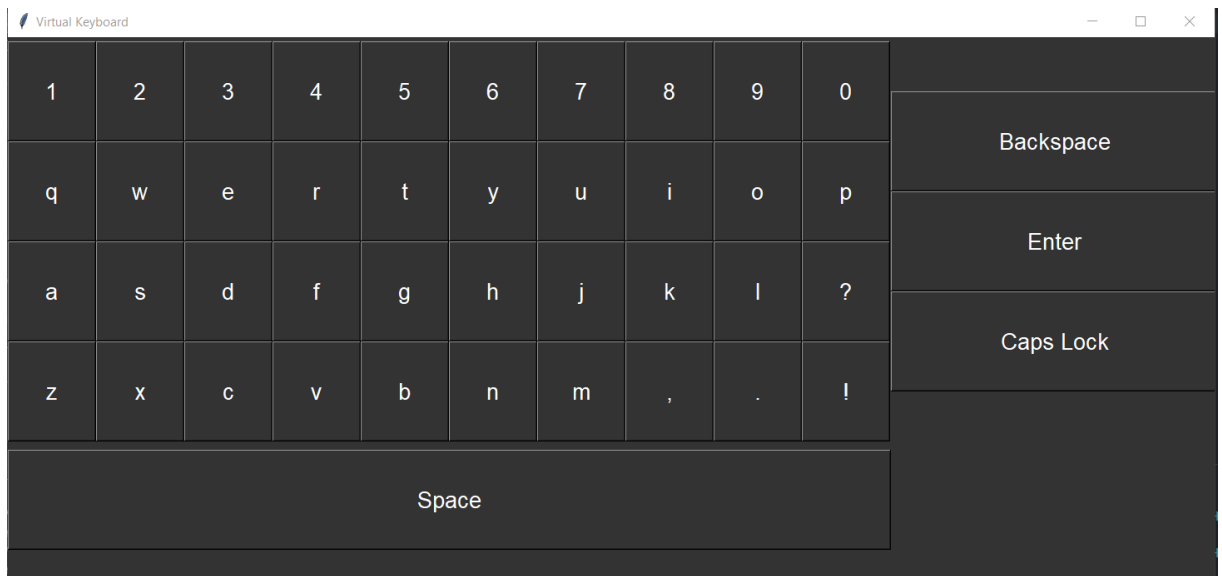 Virtual Keyboard
1 2 3 4 5 6 7 8 9 0
Backspace
q w e r t y u i o p
Enter
a s d f g h j k l ?
Caps Lock
z x c v b n m , . !
Space